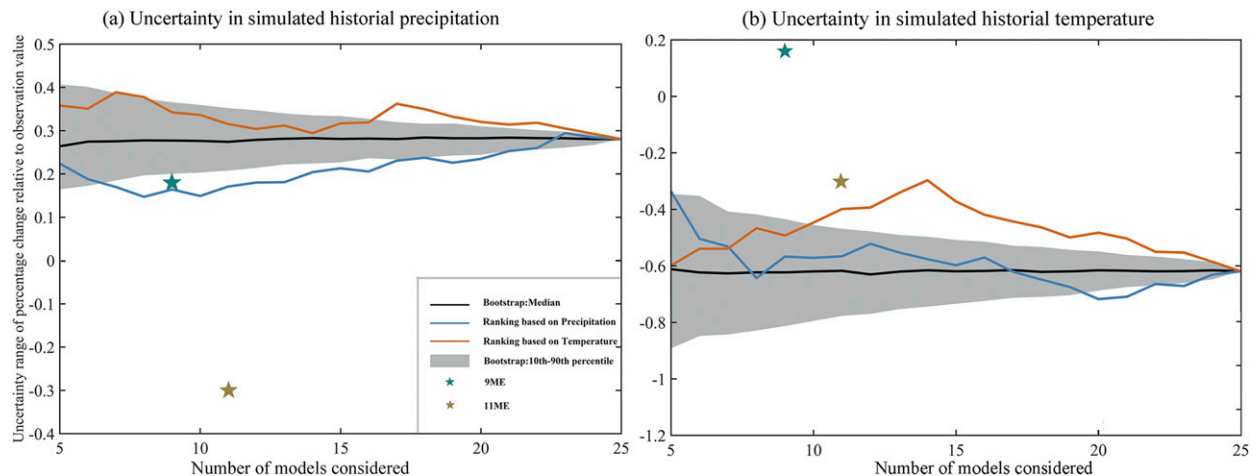 (a) Uncertainty in simulated historial precipitation
Uncertainty range of percentage change relative to observation value
0.5
0.4
0.3
0.2
0.1
0
-0.1
-0.2
-0.3
-0.4
5
10
15
20
25
Number of models considered
Bootstrap:Median
Ranking based on Precipitation
Ranking based on Temperature
Bootstrap:10th-90th percentile
9ME
11ME
(b) Uncertainty in simulated historial temperature
0.2
0
-0.2
-0.4
-0.6
-0.8
-1
-1.2
5
10
15
20
25
Number of models considered